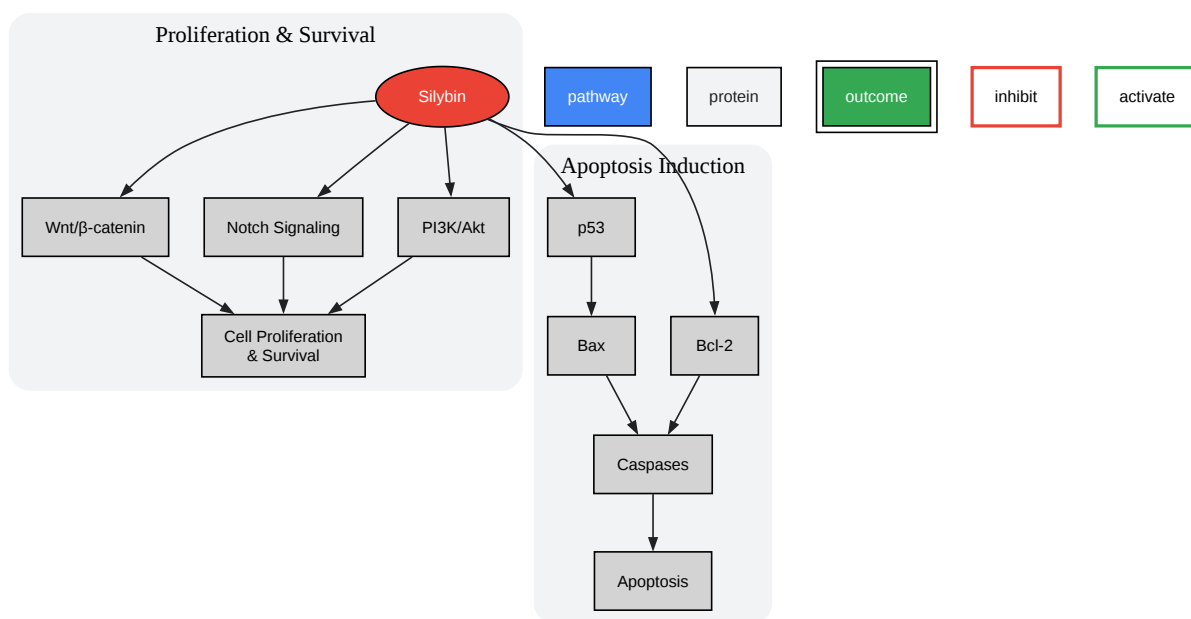 Proliferation & Survival
Silybin
pathway
protein
outcome
inhibit
activate
Apoptosis Induction
Wnt/β-catenin
Notch Signaling
PI3K/Akt
p53
Cell Proliferation
& Survival
Bax
Bcl-2
Caspases
Apoptosis